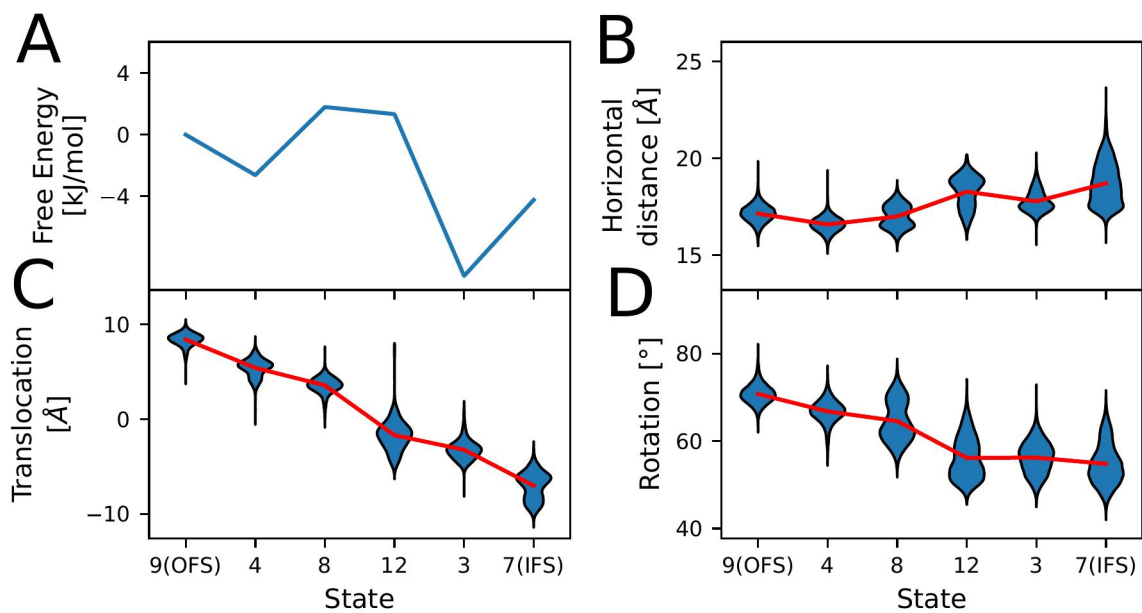 A
Free Energy
[kJ/mol]
4
0
−4
B
Horizontal
distance [Å]
25
20
15
C
Translocation
[Å]
10
0
−10
9(OFS) 4 8 12 3 7(IFS)
State
D
Rotation [°]
80
60
40
9(OFS) 4 8 12 3 7(IFS)
State